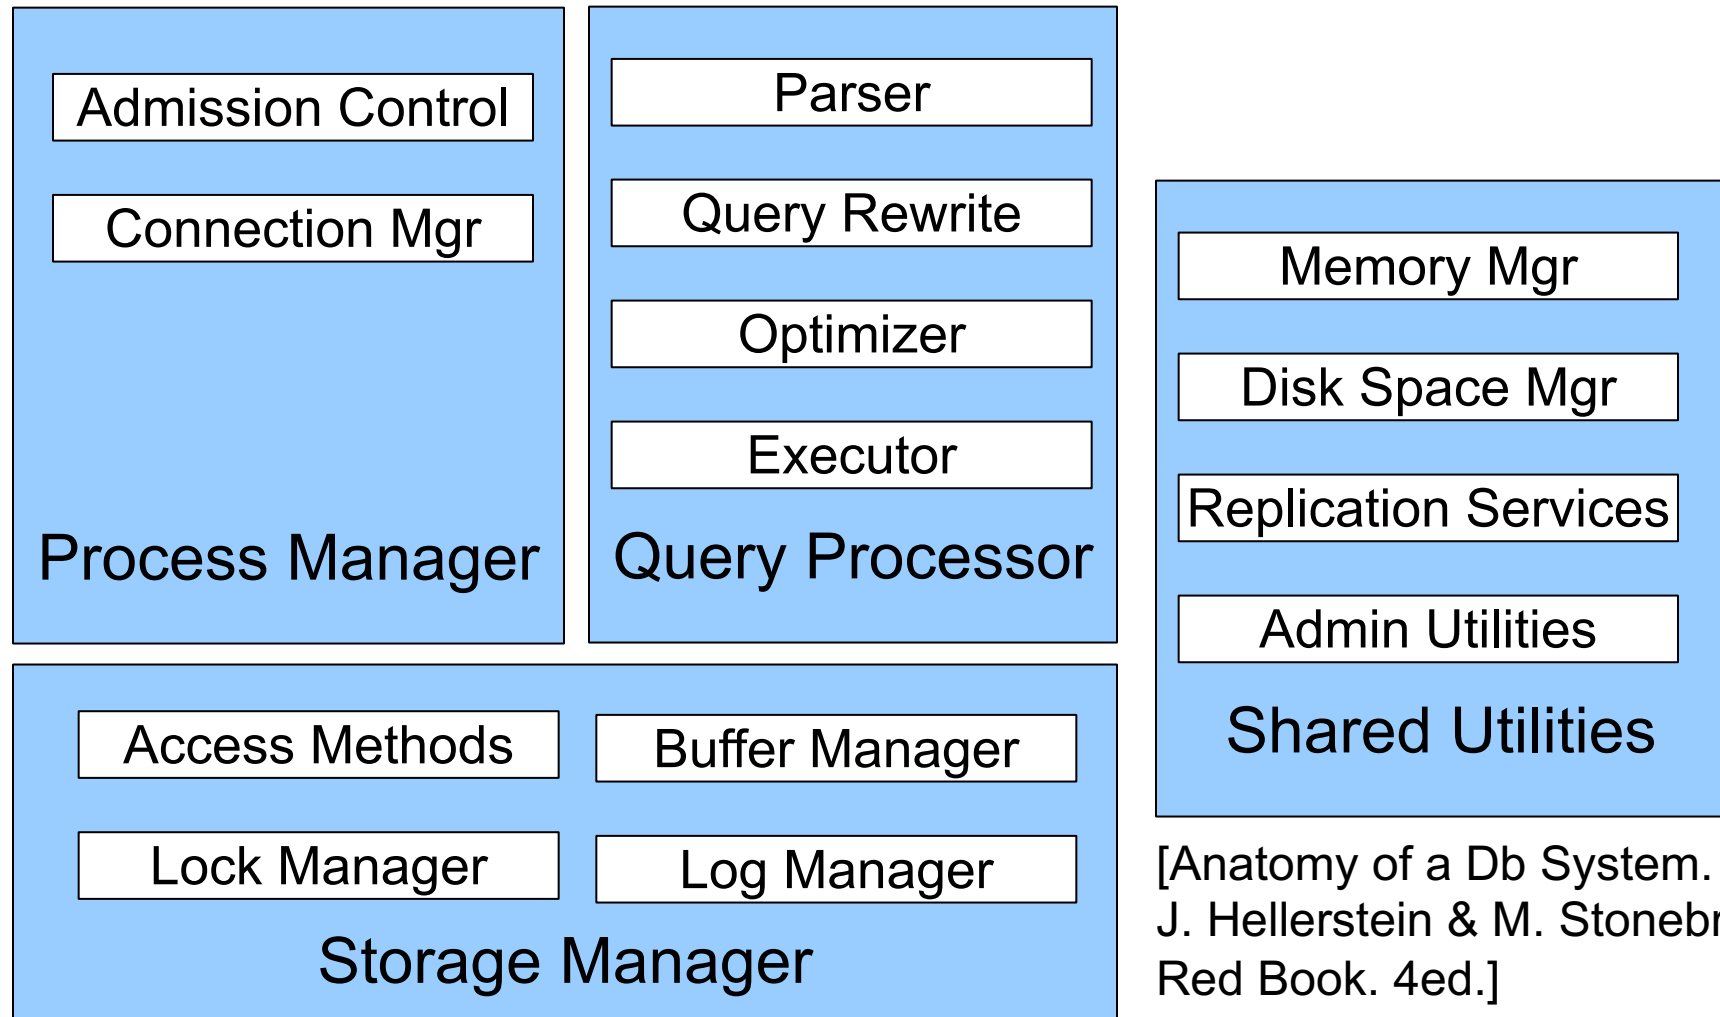 Admission Control
Connection Mgr
Process Manager
Parser
Query Rewrite
Optimizer
Executor
Query Processor
Memory Mgr
Disk Space Mgr
Replication Services
Admin Utilities
Shared Utilities
Access Methods
Buffer Manager
Lock Manager
Log Manager
Storage Manager
[Anatomy of a Db System.
J. Hellerstein & M.
Red Book. 4ed.]